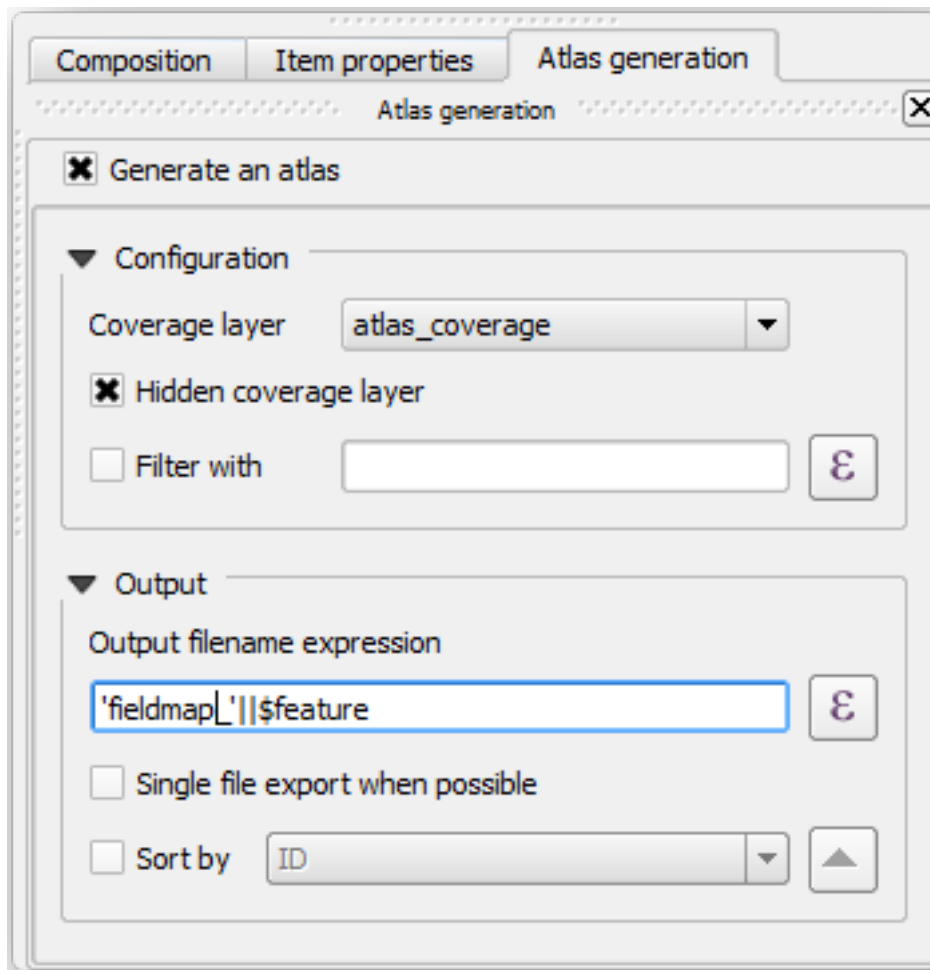 Composition Item properties Atlas generation
Atlas generation
Generate an atlas
Configuration
Coverage layer atlas_coverage
Hidden coverage layer
Filter with ε
Output
Output filename expression
'fieldmap_'||$feature ε
Single file export when possible
Sort by ID